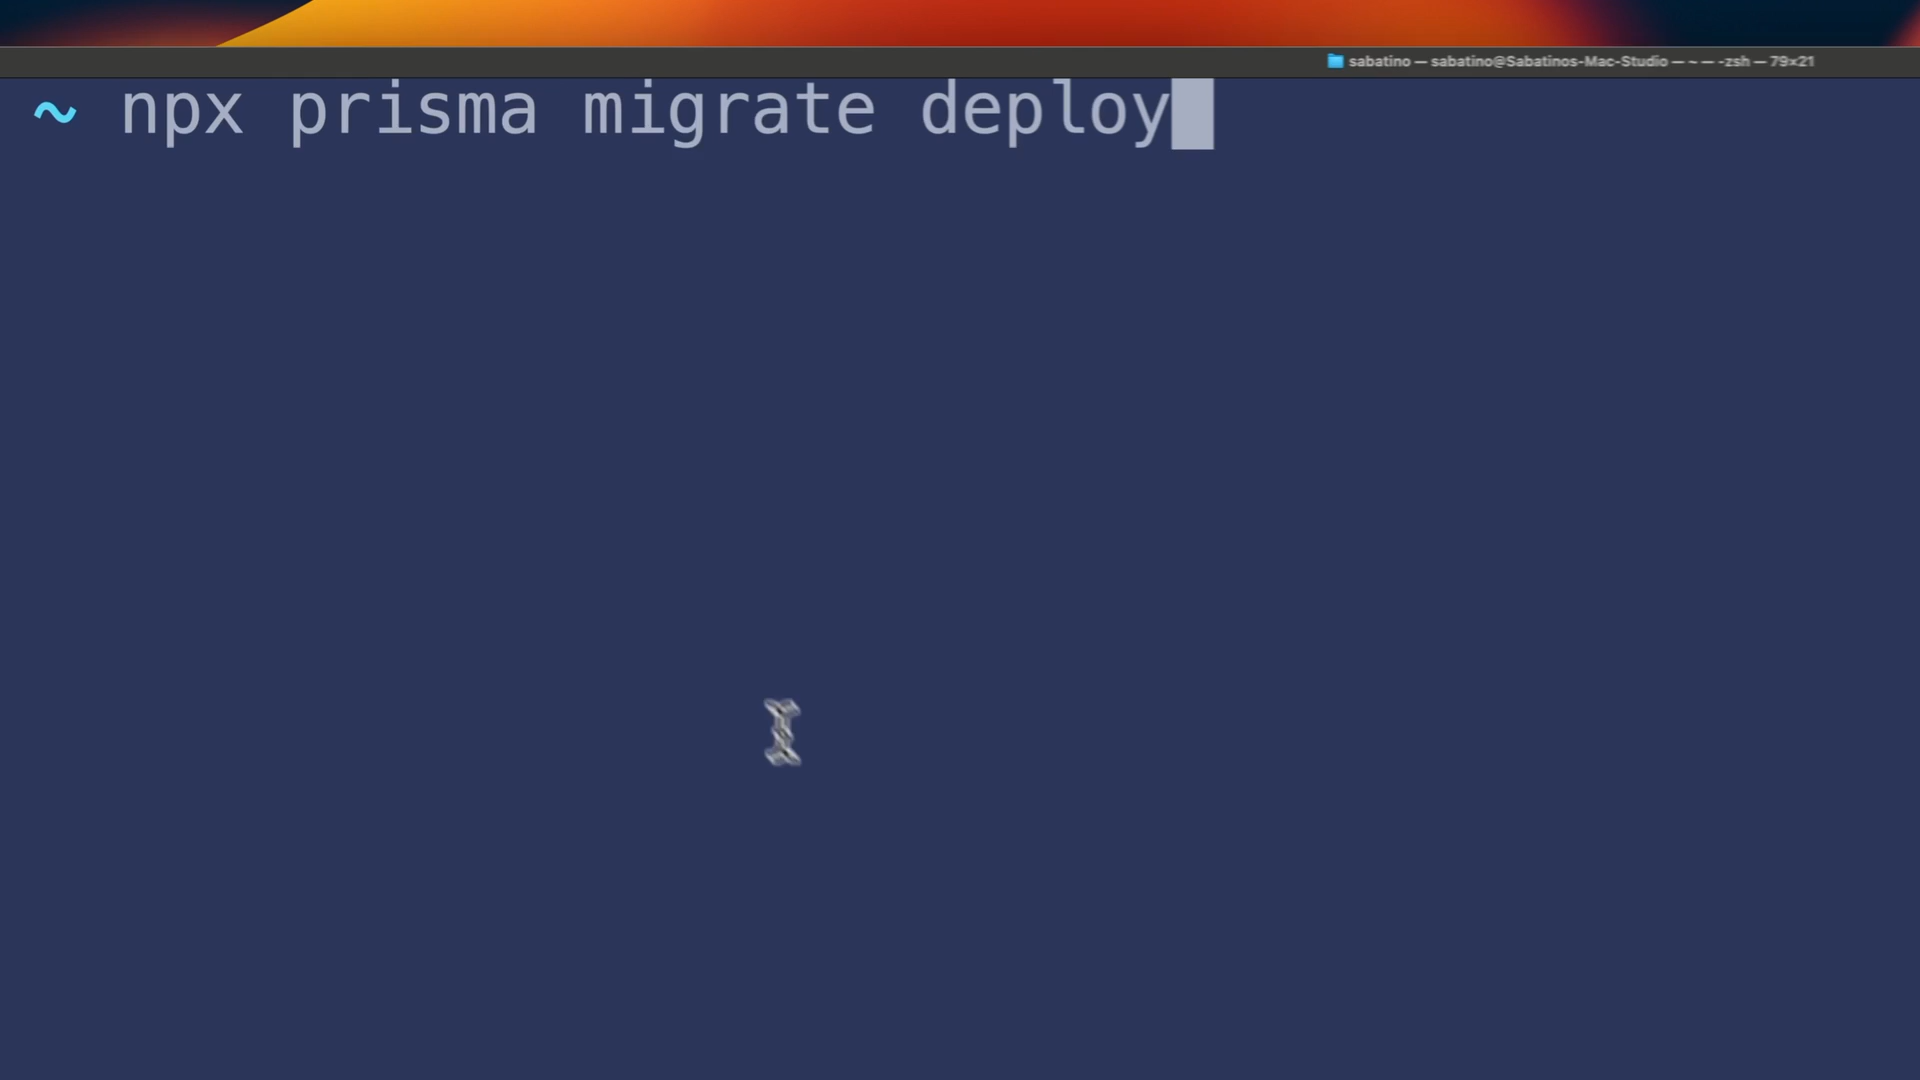 sabatino — sabatino@Sabatinos-Mac-Studio — ~ — -zsh — 79×21
~ npx prisma migrate deploy